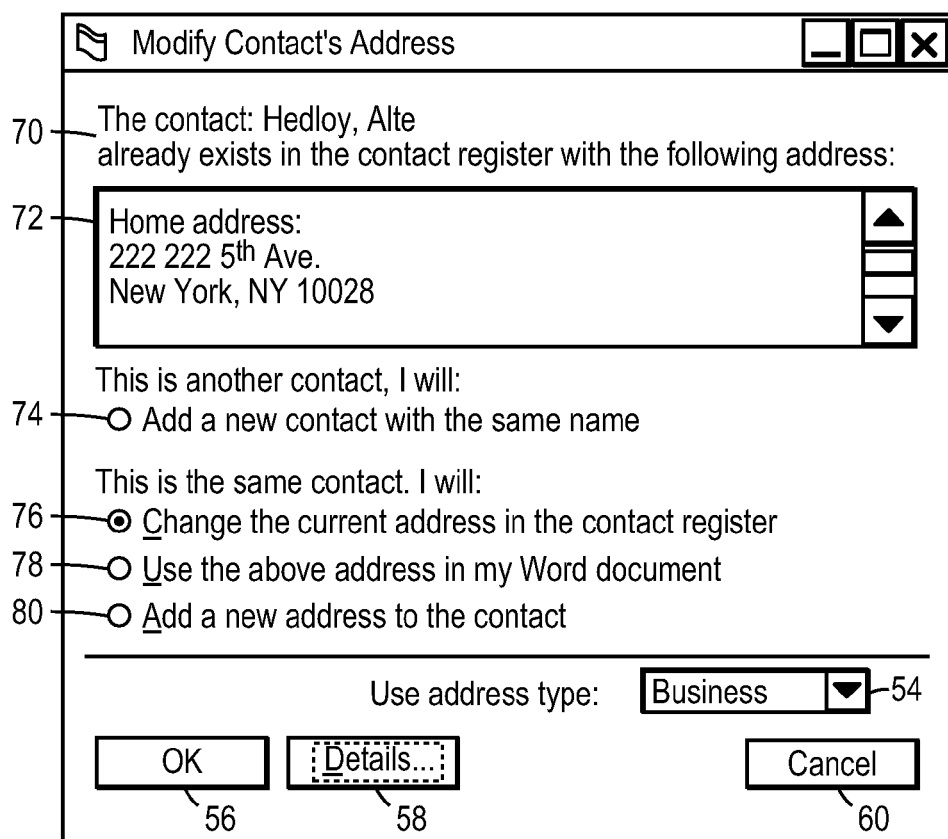 Modify Contact's Address
70
The contact: Hedloy, Alte
already exists in the contact register with the following address:
72
Home address:
222 222 5th Ave.
New York, NY 10028
This is another contact, I will:
74
Add a new contact with the same name
This is the same contact. I will:
76
Change the current address in the contact register
78
Use the above address in my Word document
80
Add a new address to the contact
Use address type: Business 54
OK Details... Cancel
56 58 60